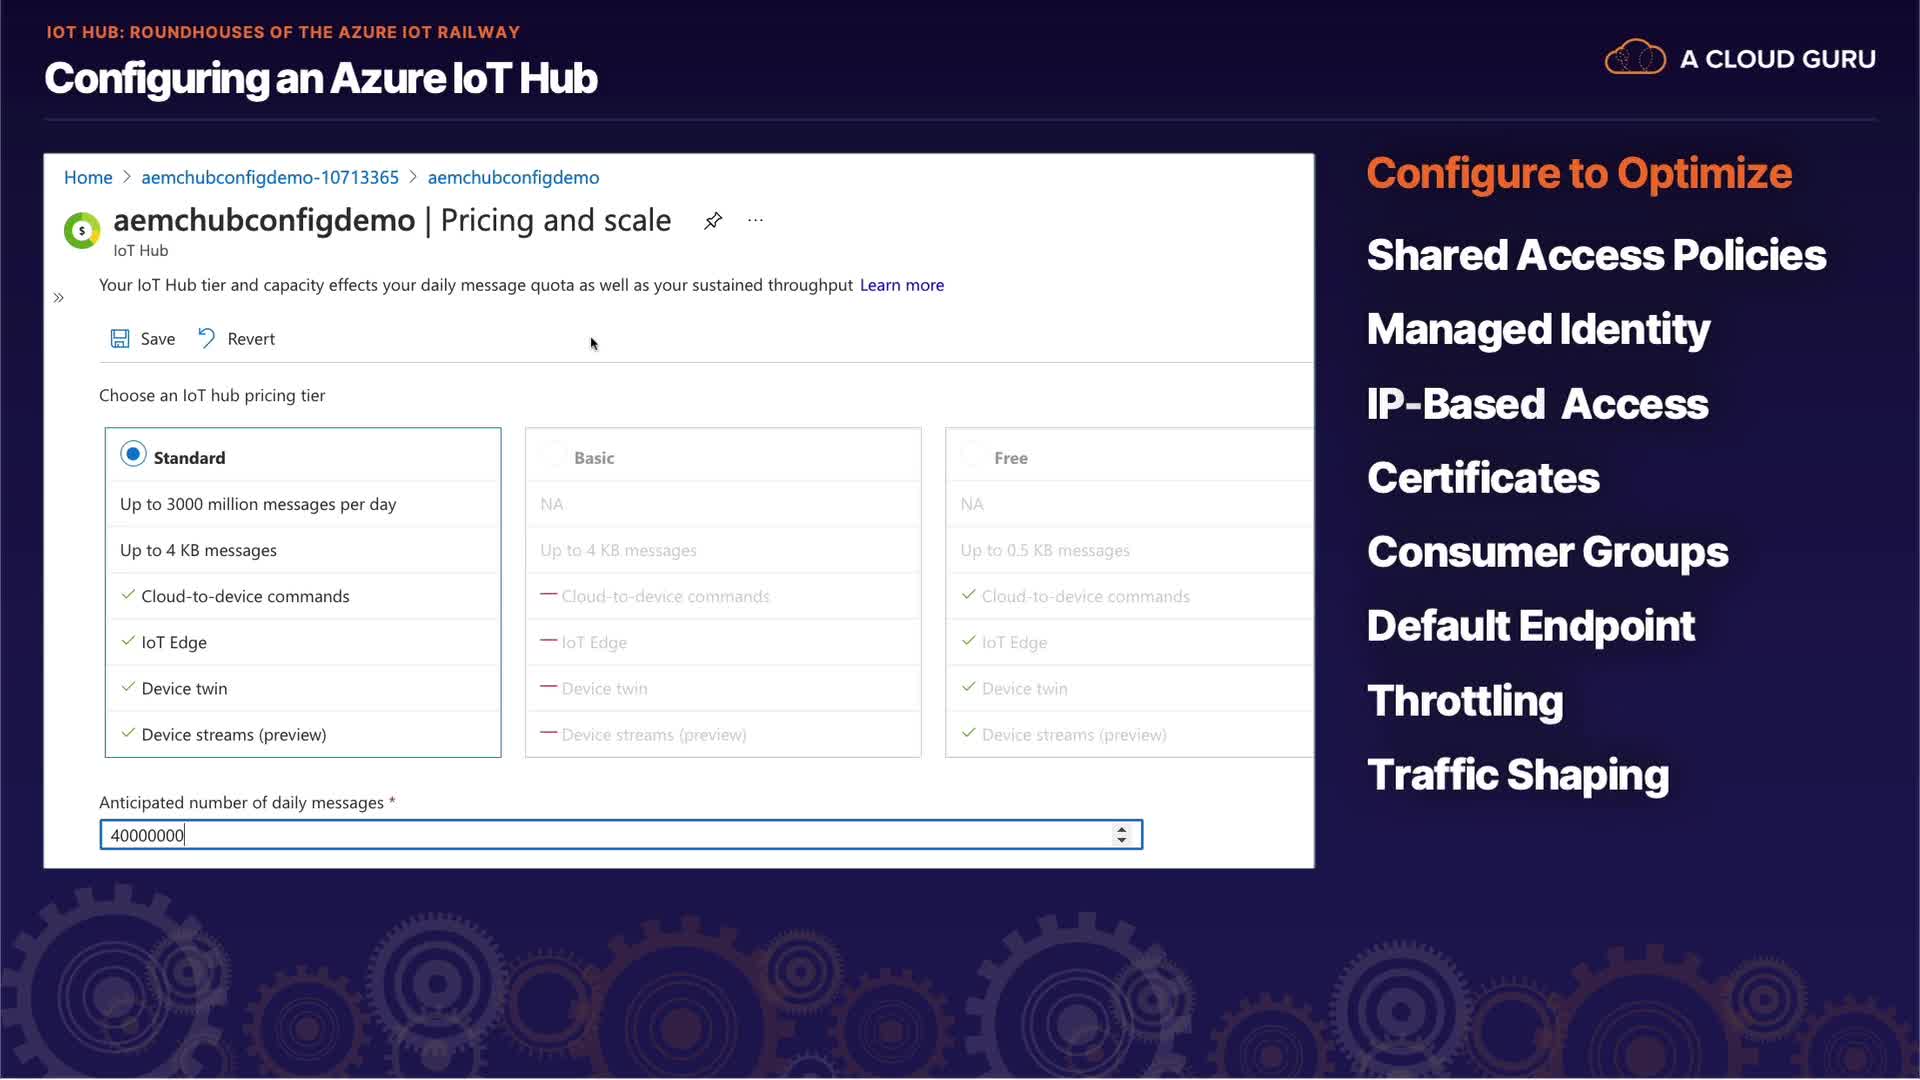 IOT HUB: ROUNDHOUSES OF THE AZURE IOT RAILWAY
Configuring an Azure IoT Hub
A CLOUD GURU
Home > aemchubconfigdemo-10713365 > aemchubconfigdemo
$
aemchubconfigdemo | Pricing and scale ...
IoT Hub
Your IoT Hub tier and capacity effects your daily message quota as well as your sustained throughput Learn more
»
Save Revert
Choose an IoT hub pricing tier
Standard
Up to 3000 million messages per day
Up to 4 KB messages
Cloud-to-device commands
IoT Edge
Device twin
Device streams (preview)
Basic
NA
Up to 4 KB messages
Cloud-to-device commands
IoT Edge
Device twin
Device streams (preview)
Free
NA
Up to 0.5 KB messages
Cloud-to-device commands
IoT Edge
Device twin
Device streams (preview)
Anticipated number of daily messages *
40000000
Configure to Optimize
Shared Access Policies
Managed Identity
IP-Based Access
Certificates
Consumer Groups
Default Endpoint
Throttling
Traffic Shaping